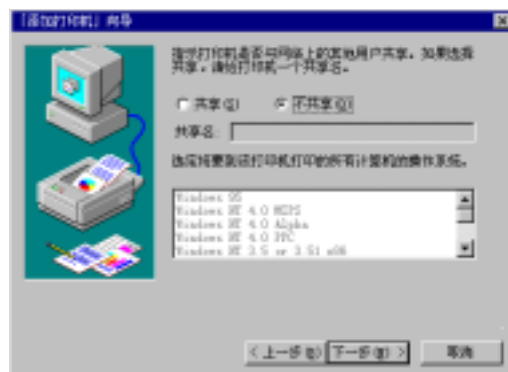 「添加打印机」向导
指示打印机是否与网络上的其他用户共享。如果选择
共享，请给打印机一个共享名。
共享(S) 不共享(O)
共享名:
选定将要到该打印机打印的所有计算机的操作系统。
Windows 95
Windows NT 4.0 MIPS
Windows NT 4.0 Alpha
Windows NT 4.0 PPC
Windows NT 3.5 or 3.51 x86
<上一步(B) 下一步(N)> 取消